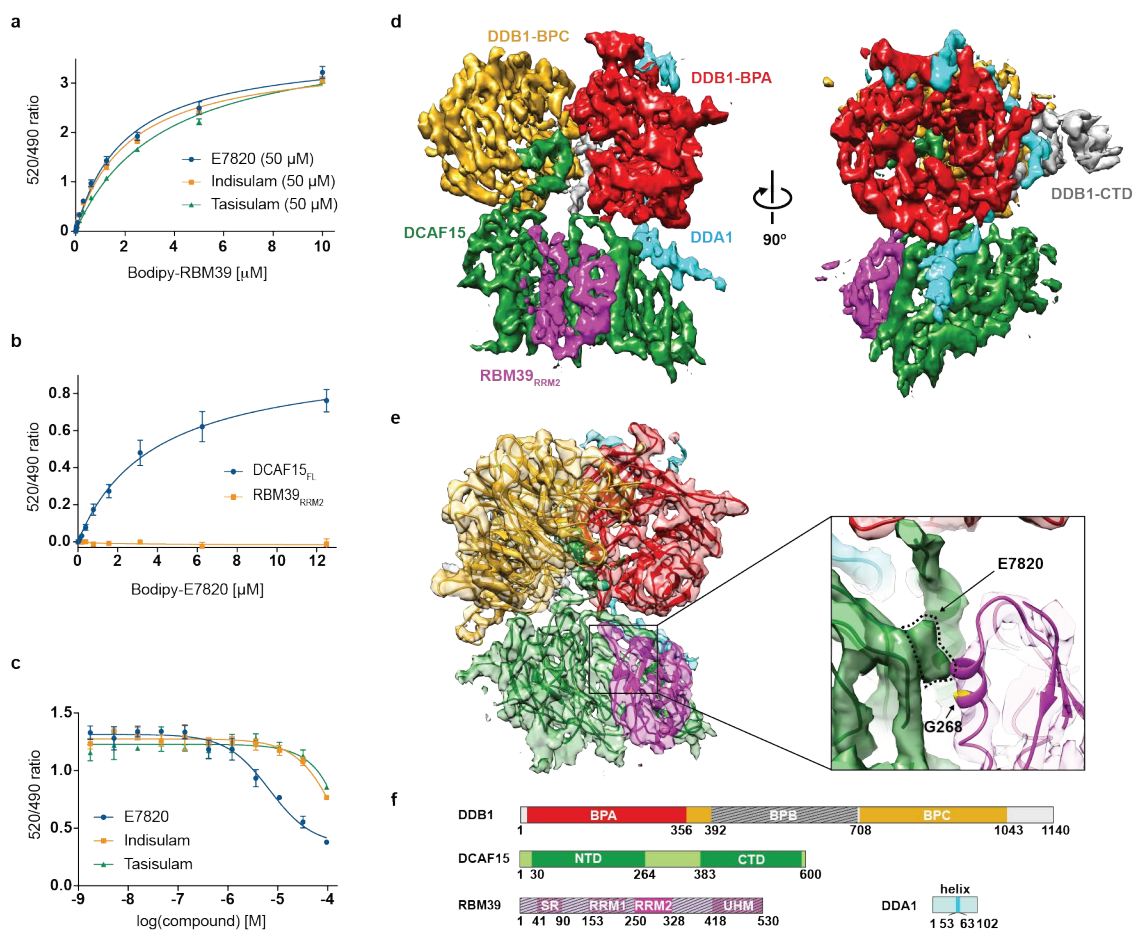 a
3
2
1
0
520/490 ratio
E7820 (50 µM)
Indisulam (50 µM)
Tasisulam (50 µM)
0 2 4 6 8 10
Bodipy-RBM39 [µM]
b
0.8
0.6
0.4
0.2
0.0
520/490 ratio
DCAF15FL
RBM39RRM2
0 2 4 6 8 10 12
Bodipy-E7820 [µM]
c
1.5
1.0
0.5
0.0
520/490 ratio
E7820
Indisulam
Tasisulam
-9 -8 -7 -6 -5 -4
log(compound) [M]
d
DDB1-BPC
DDB1-BPA
DCAF15
DDA1
RBM39RRM2
90º
DDB1-CTD
e
E7820
G268
f
DDB1
BPA BPB BPC
1 356 392 708 1043 1140
DCAF15
NTD CTD
1 30 264 383 600
RBM39
SR RRM1 RRM2 UHM
1 41 90 153 250 328 418 530
helix
DDA1
1 53 63 102